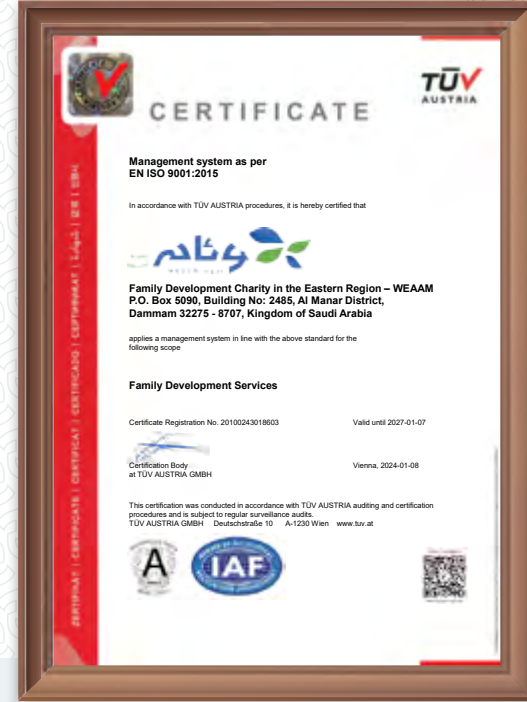 TÜV
AUSTRIA
CERTIFICATE
Management system as per
EN ISO 9001:2015
In accordance with TÜV AUSTRIA procedures, it is hereby certified that
وئام
Family Development Charity in the Eastern Region – WEAAM
P.O. Box 5090, Building No: 2485, Al Manar District,
Dammam 32275 - 8707, Kingdom of Saudi Arabia
applies a management system in line with the above standard for the
following scope
Family Development Services
Certificate Registration No. 20100243018603 Valid until 2027-01-07
Certification Body Vienna, 2024-01-08
at TÜV AUSTRIA GMBH
This certification was conducted in accordance with TÜV AUSTRIA auditing and certification
procedures and is subject to regular surveillance audits.
TÜV AUSTRIA GMBH Deutschstraße 10 A-1230 Wien www.tuv.at
A
IAF